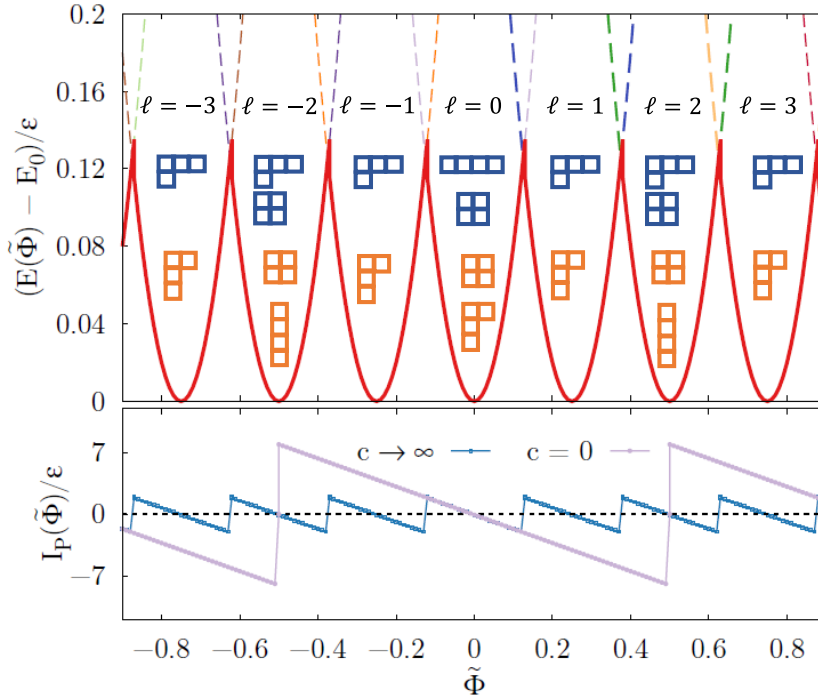 0.2
0.16
0.12
0.08
0.04
0
(E(Φ̃) − E₀)/ε
ℓ = −3 ℓ = −2 ℓ = −1 ℓ = 0 ℓ = 1 ℓ = 2 ℓ = 3
7
0
−7
I_P(Φ̃)/ε
c → ∞ c = 0
−0.8 −0.6 −0.4 −0.2 0 0.2 0.4 0.6 0.8
Φ̃